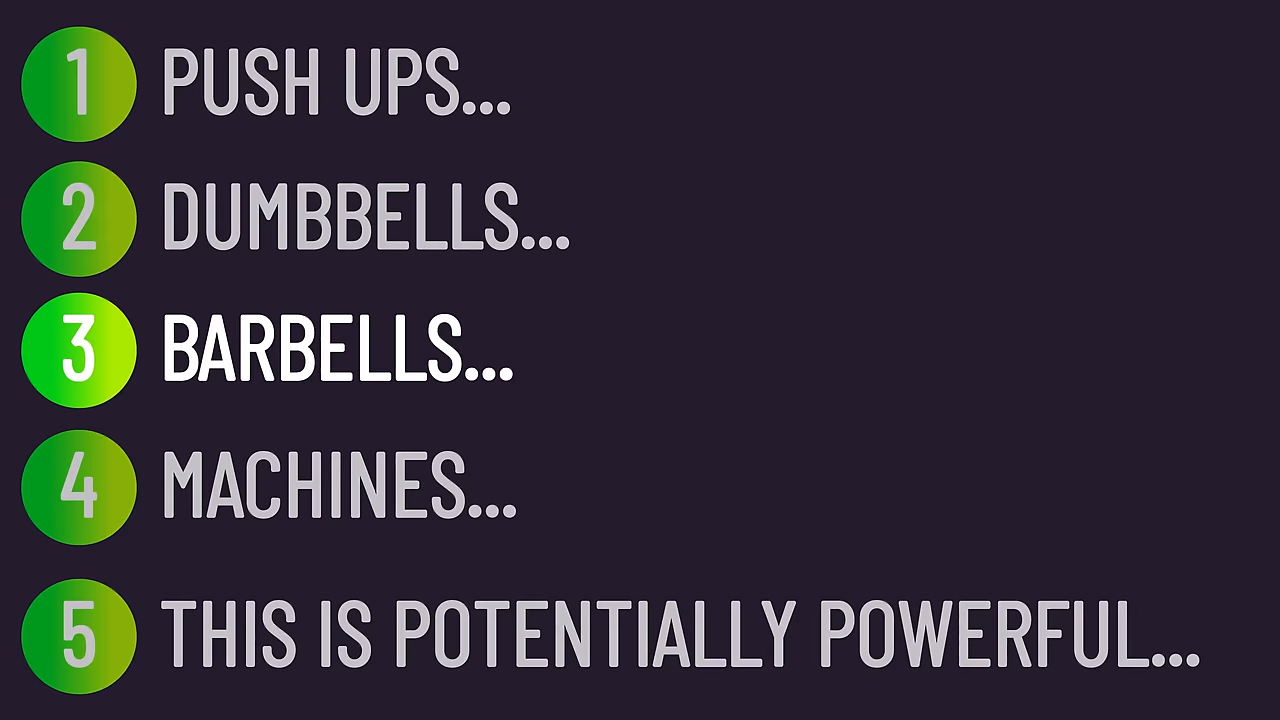 1 PUSH UPS...
2 DUMBBELLS...
3 BARBELLS...
4 MACHINES...
5 THIS IS POTENTIALLY POWERFUL...